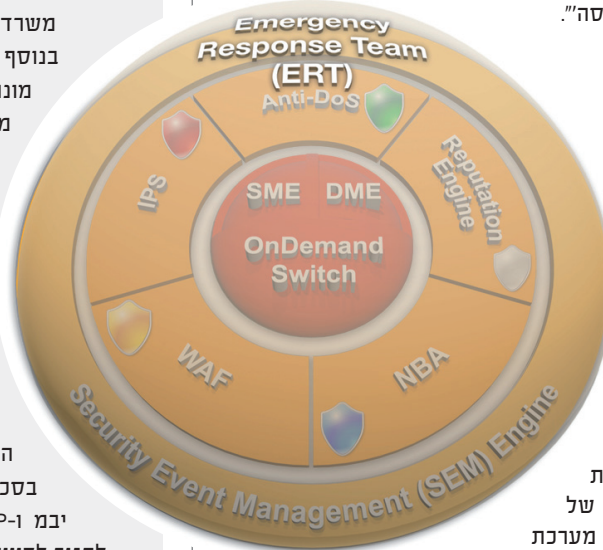 סה'".
משרד
בנוסף
Emergency
Response Team
(ERT)
Anti-DoS
IPS
Reputation
Engine
SME DME
OnDemand
Switch
WAF
NBA
Security Event Management (SEM) Engine
ת
של
מערכת
ה
בסכ